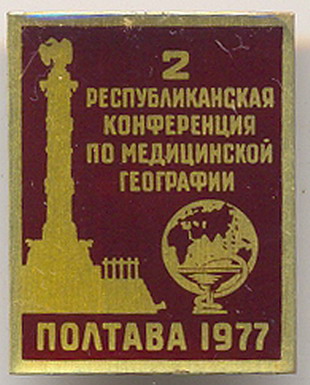 2
РЕСПУБЛИКАНСКАЯ
КОНФЕРЕНЦИЯ
ПО МЕДИЦИНСКОЙ
ГЕОГРАФИИ
ПОЛТАВА 1977